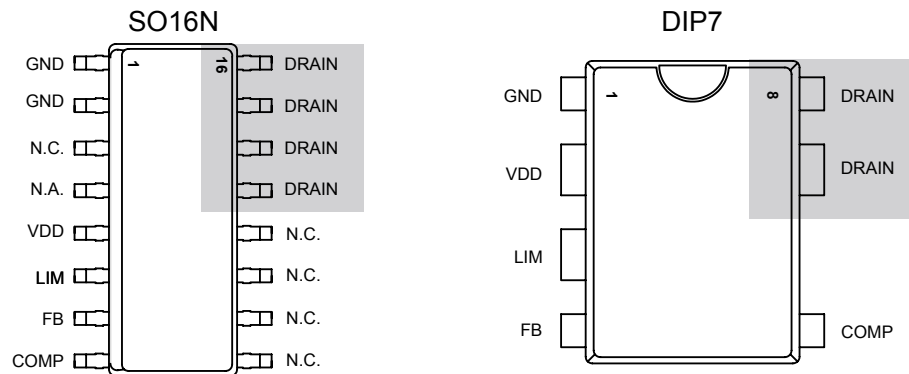 SO16N
GND
GND
N.C.
N.A.
VDD
LIM
FB
COMP
1
16
DRAIN
DRAIN
DRAIN
DRAIN
N.C.
N.C.
N.C.
N.C.
DIP7
GND
VDD
LIM
FB
1
8
DRAIN
DRAIN
COMP